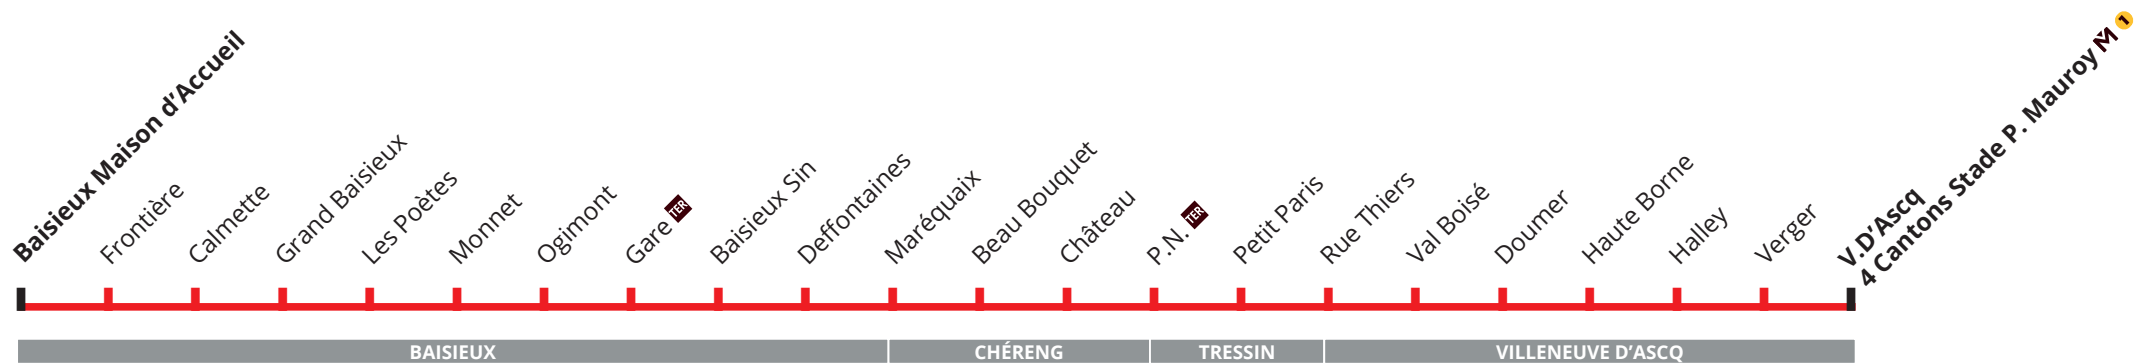 Baisieux Maison d'Accueil
Frontière
Calmette
Grand Baisieux
Les Poètes
Monnet
Ogimont
Gare TER
Baisieux Sin
Deffontaines
Maréquaix
Beau Bouquet
Château
P.N. TER
Petit Paris
Rue Thiers
Val Boisé
Doumer
Haute Borne
Halley
Verger
V.D'Ascq
4 Cantons Stade P. Mauroy M 1
BAISIEUX
CHÉRENG
TRESSIN
VILLENEUVE D'ASCQ